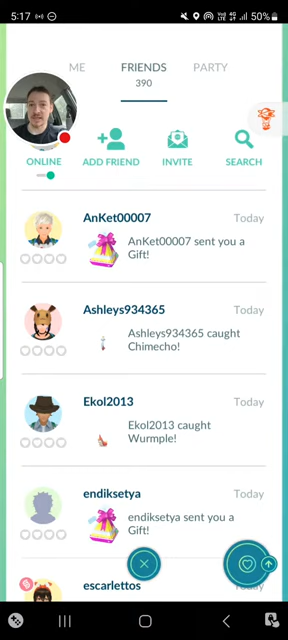 5:17
50%
ME
FRIENDS
PARTY
390
ONLINE
ADD FRIEND
INVITE
SEARCH
AnKet00007
Today
AnKet00007 sent you a
Gift!
Ashleys934365
Today
Ashleys934365 caught
Chimecho!
Ekol2013
Today
Ekol2013 caught
Wurmple!
endiksetya
Today
endiksetya sent you a
Gift!
escarlettos
Today